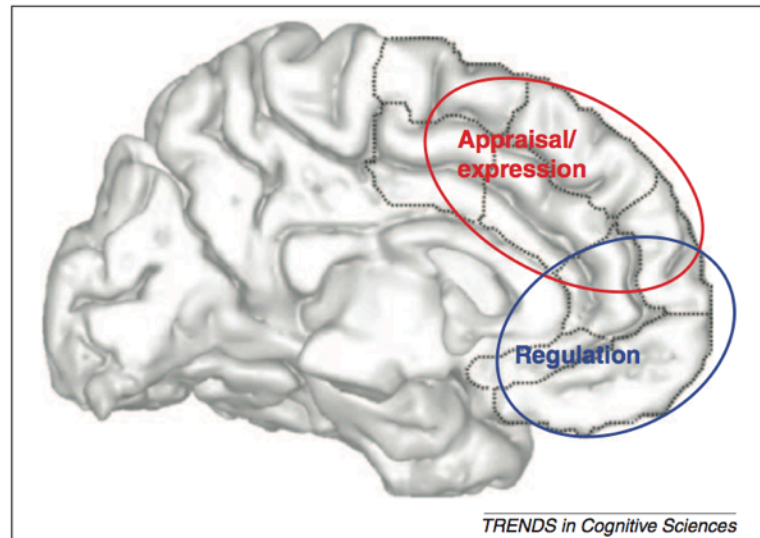 Appraisal/
expression
Regulation
TRENDS in Cognitive Sciences